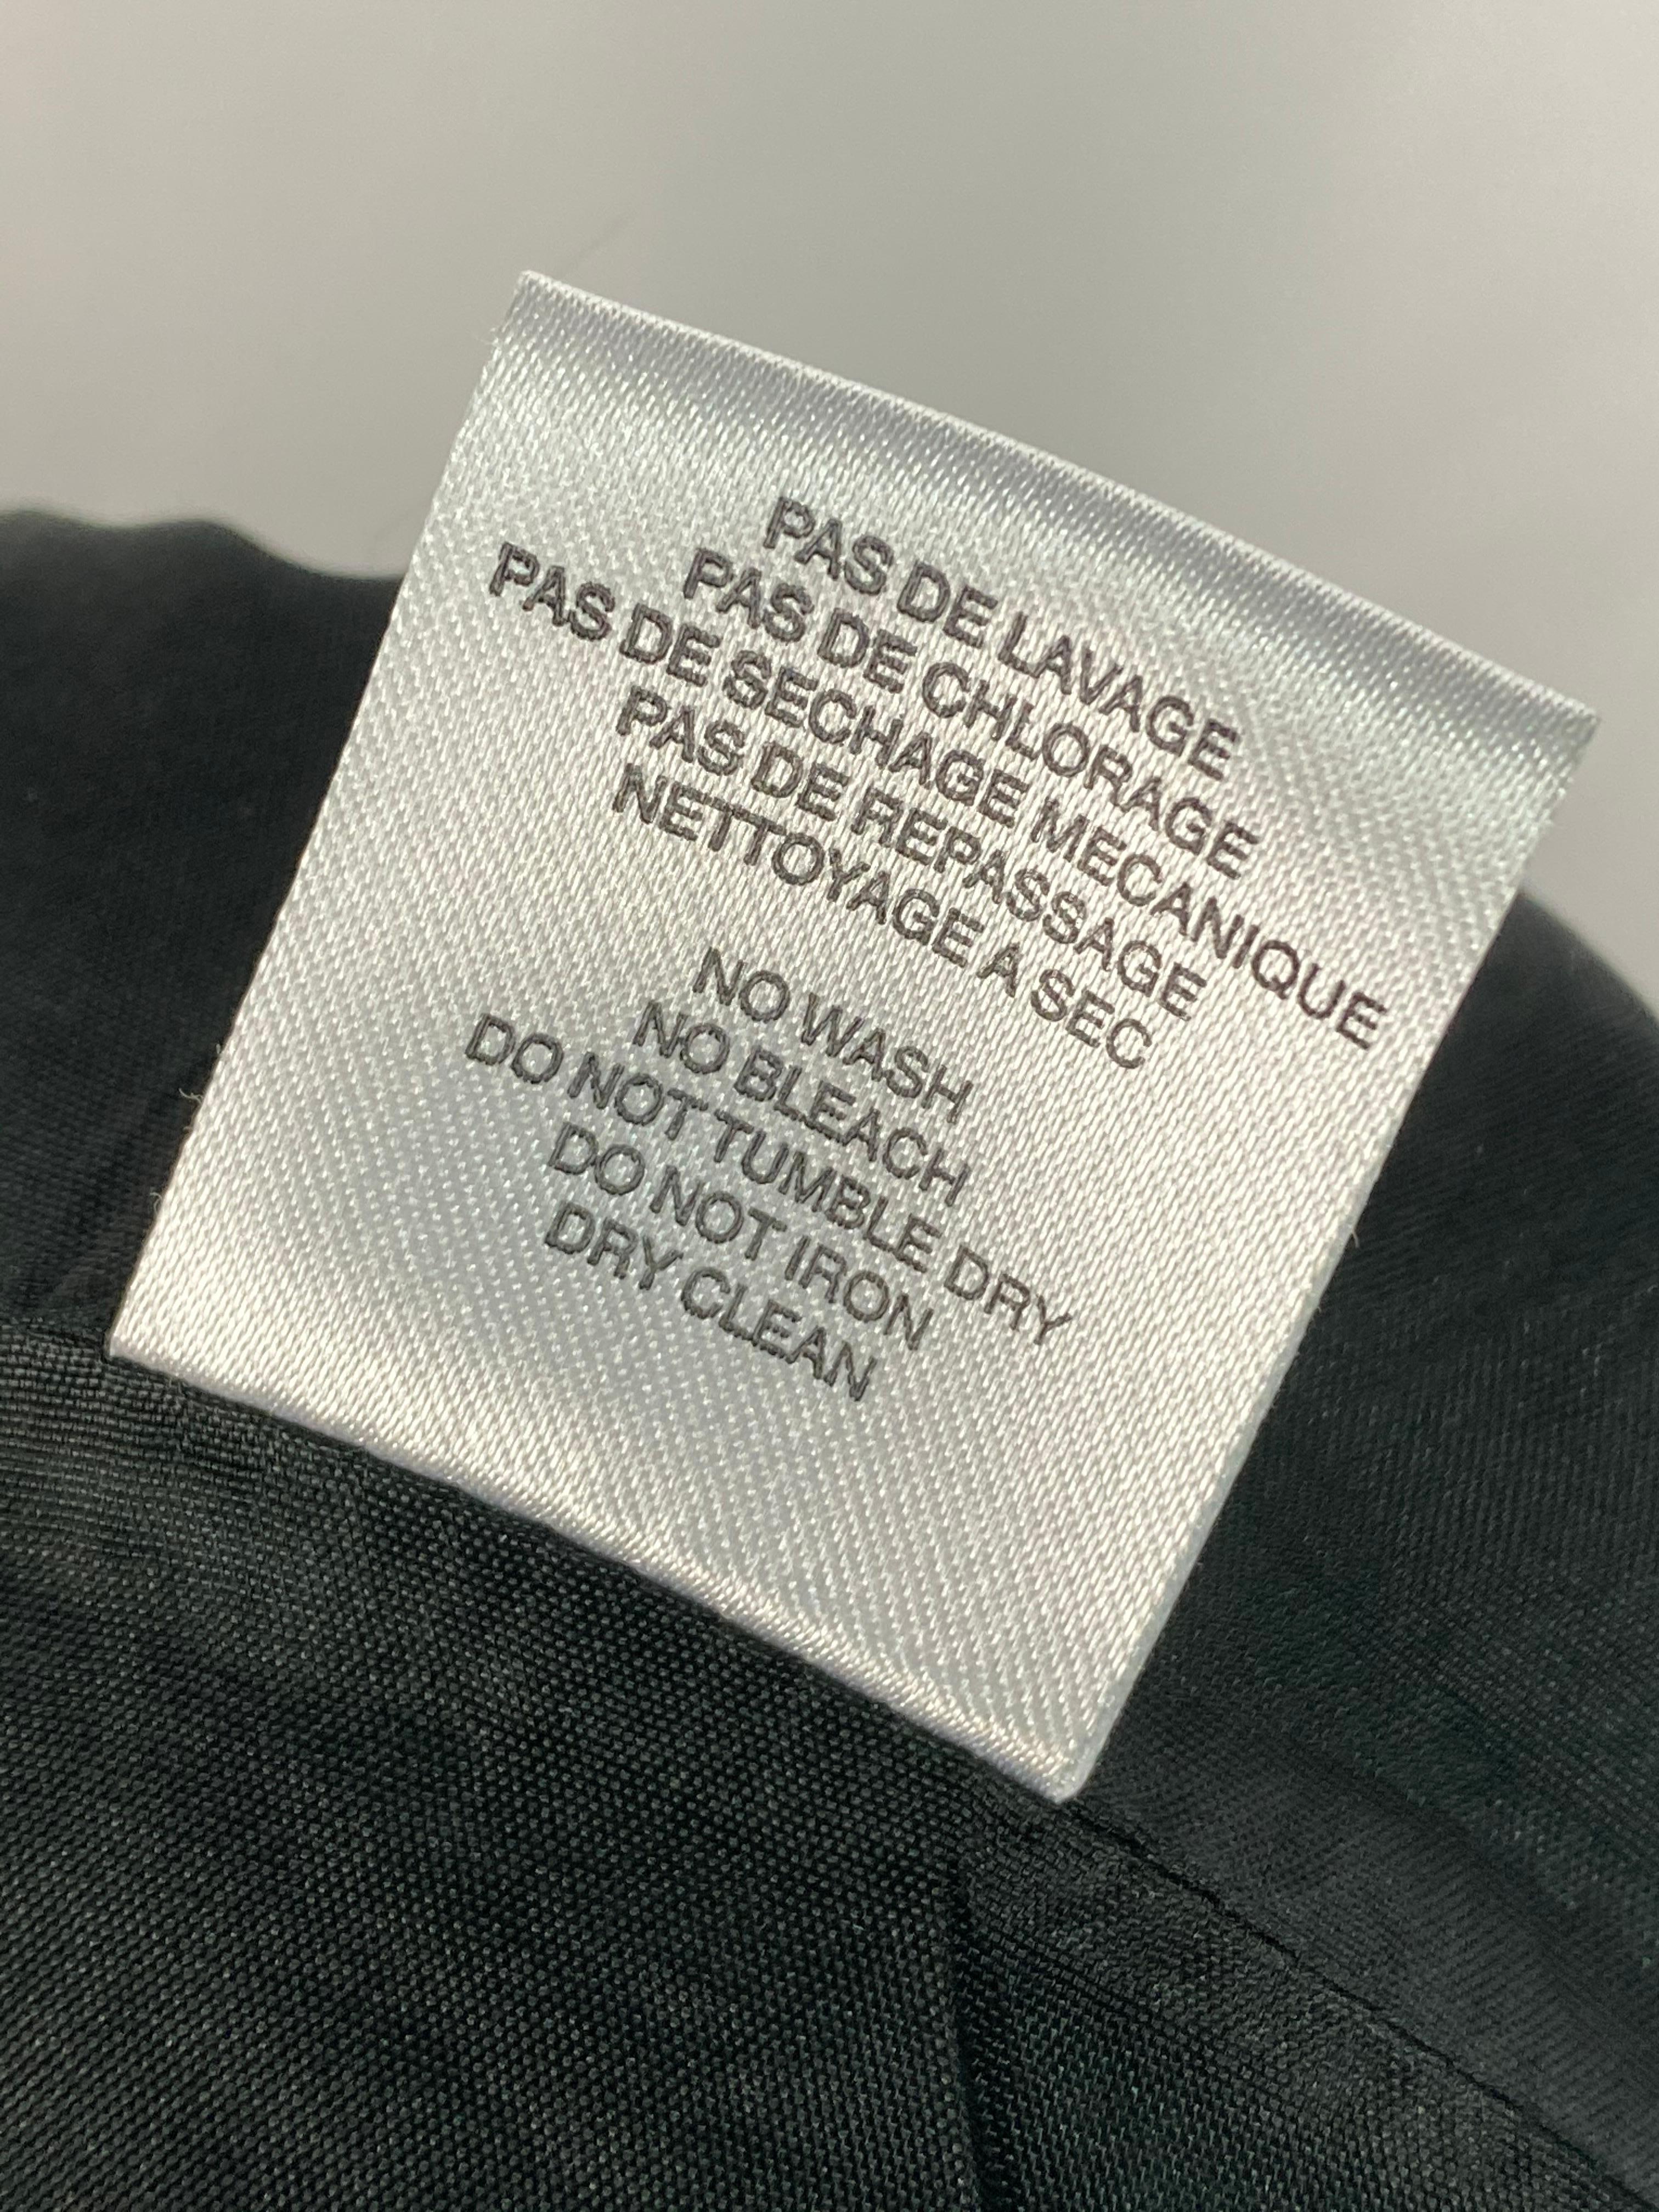 PAS DE LAVAGE
PAS DE CHLORAGE
PAS DE SECHAGE MECANIQUE
PAS DE REPASSAGE
NETTOYAGE A SEC
NO WASH
NO BLEACH
DO NOT TUMBLE DRY
DO NOT IRON
DRY CLEAN